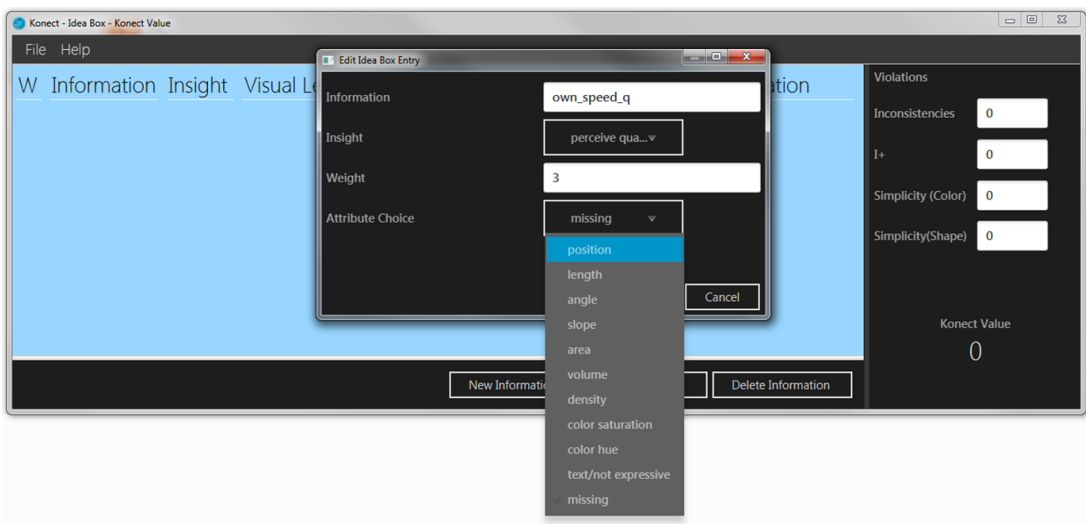 Konect - Idea Box - Konect Value
File Help
W Information Insight Visual Le
ation
Edit Idea Box Entry
Information own_speed_q
Insight perceive qua...
Weight 3
Attribute Choice missing
position
length
angle
slope
area
volume
density
color saturation
color hue
text/not expressive
missing
Cancel
New Informatio
Delete Information
Violations
Inconsistencies 0
I+ 0
Simplicity (Color) 0
Simplicity(Shape) 0
Konect Value
0